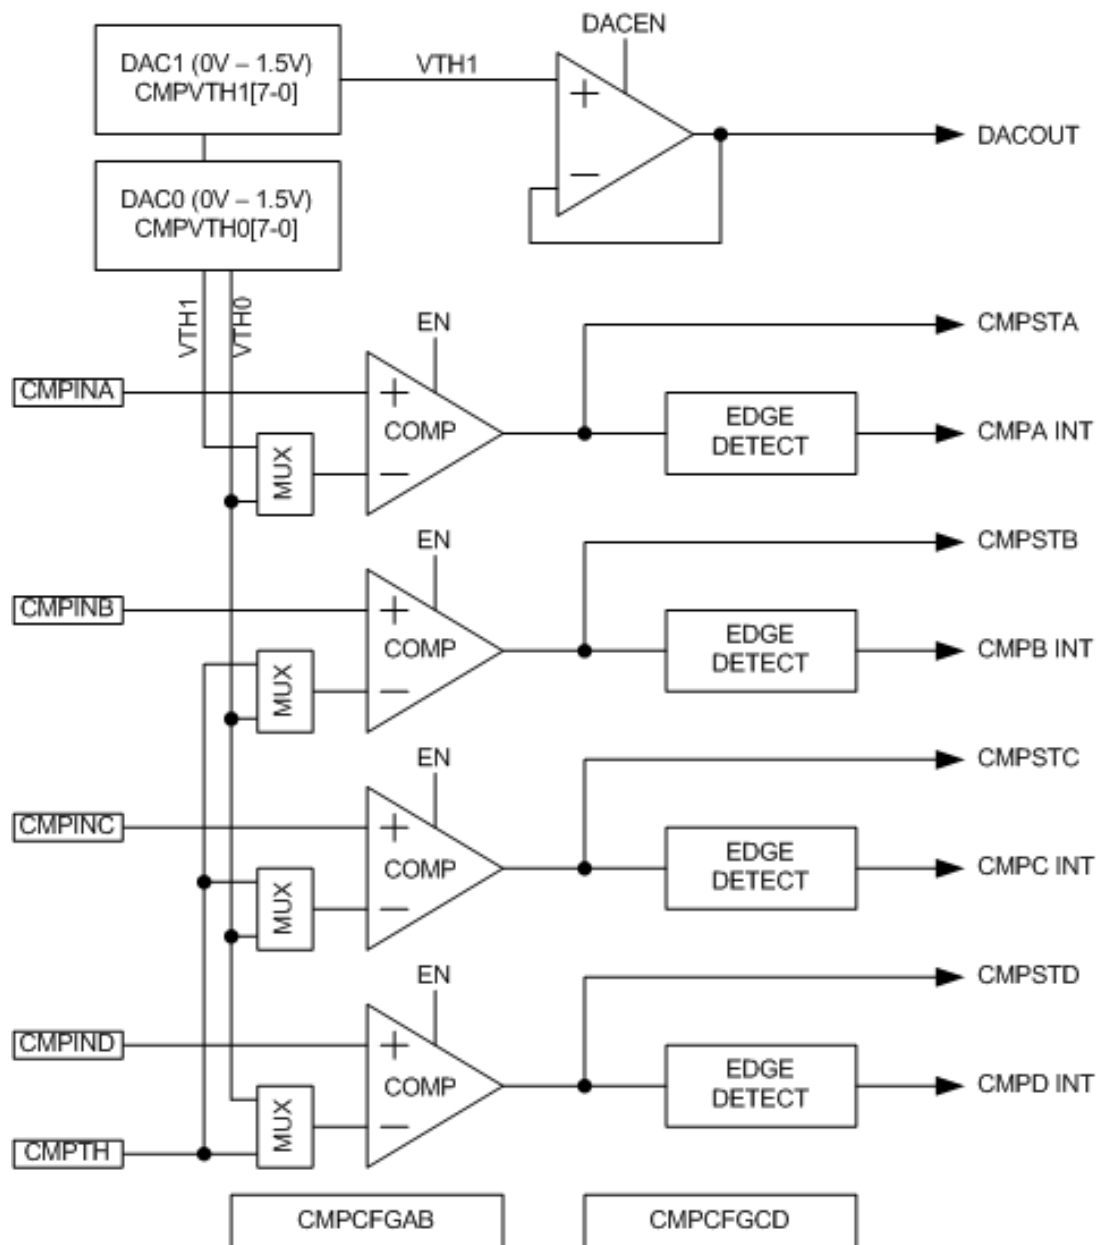 DACEN
DAC1 (0V – 1.5V)
CMPVTH1[7-0]
VTH1
+
−
DACOUT
DAC0 (0V – 1.5V)
CMPVTH0[7-0]
VTH1
VTH0
EN
CMPSTA
CMPINA
+
COMP
−
MUX
EDGE
DETECT
CMPA INT
EN
CMPSTB
CMPINB
+
COMP
−
MUX
EDGE
DETECT
CMPB INT
EN
CMPSTC
CMPINC
+
COMP
−
MUX
EDGE
DETECT
CMPC INT
EN
CMPSTD
CMPIND
+
COMP
−
MUX
EDGE
DETECT
CMPD INT
CMPTH
CMPCFGAB
CMPCFGCD